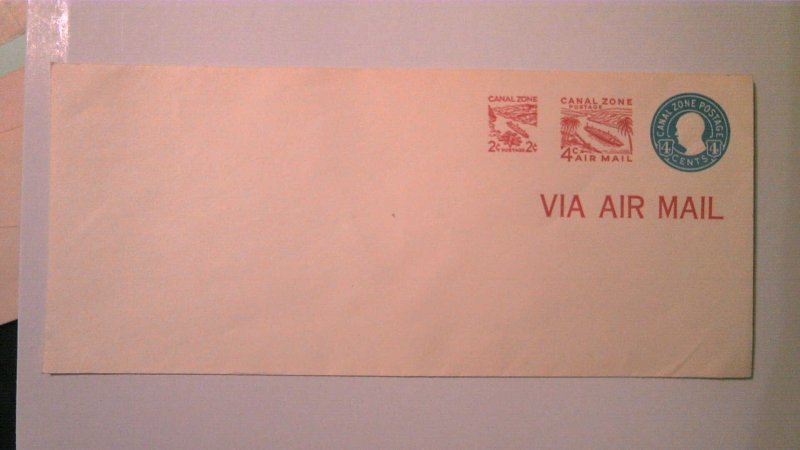 CANAL ZONE
2¢ POSTAGE 2¢
CANAL ZONE
POSTAGE
4¢ AIR MAIL
CANAL ZONE POSTAGE
4 CENTS 4
VIA AIR MAIL